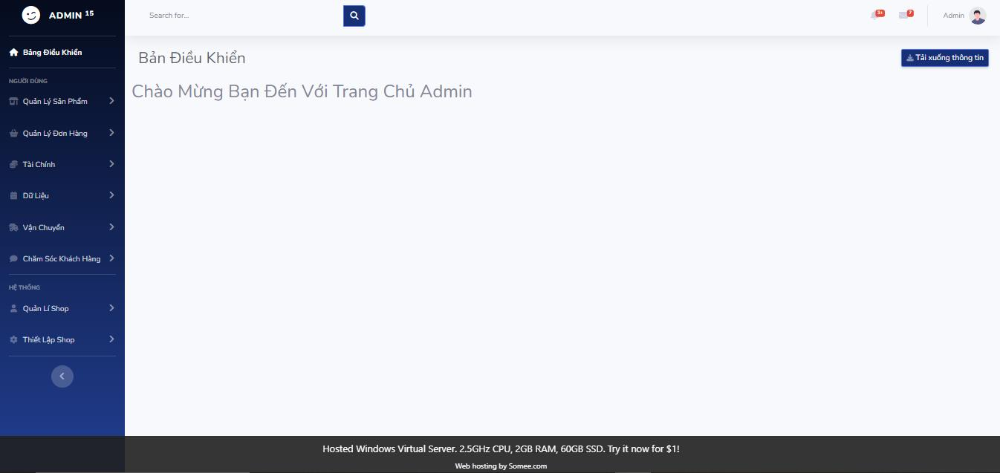 ADMIN 15
Search for...
3+
7
Admin
Bảng Điều Khiển
NGƯỜI DÙNG
Quản Lý Sản Phẩm
Quản Lý Đơn Hàng
Tài Chính
Dữ Liệu
Vận Chuyển
Chăm Sóc Khách Hàng
HỆ THỐNG
Quản Lí Shop
Thiết Lập Shop
Bản Điều Khiển
Tải xuống thông tin
Chào Mừng Bạn Đến Với Trang Chủ Admin
Hosted Windows Virtual Server. 2.5GHz CPU, 2GB RAM, 60GB SSD. Try it now for $1!
Web hosting by Somee.com